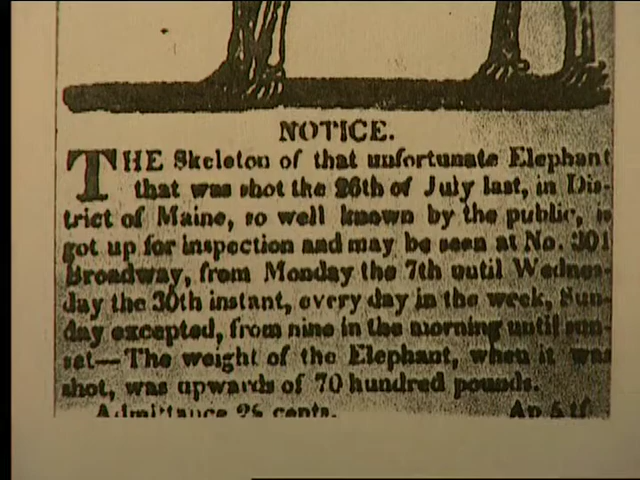 NOTICE.
THE Skeleton of that unfortunate Elephant
that was shot the 26th of July last, in Dis-
trict of Maine, so well known by the public, is
got up for inspection and may be seen at No. 301
Broadway, from Monday the 7th until Wednes-
day the 30th instant, every day in the week, Sun-
day excepted, from nine in the morning until sun-
set—The weight of the Elephant, when it was
shot, was upwards of 70 hundred pounds.
Admittance 25 cents. Ap 5 tf